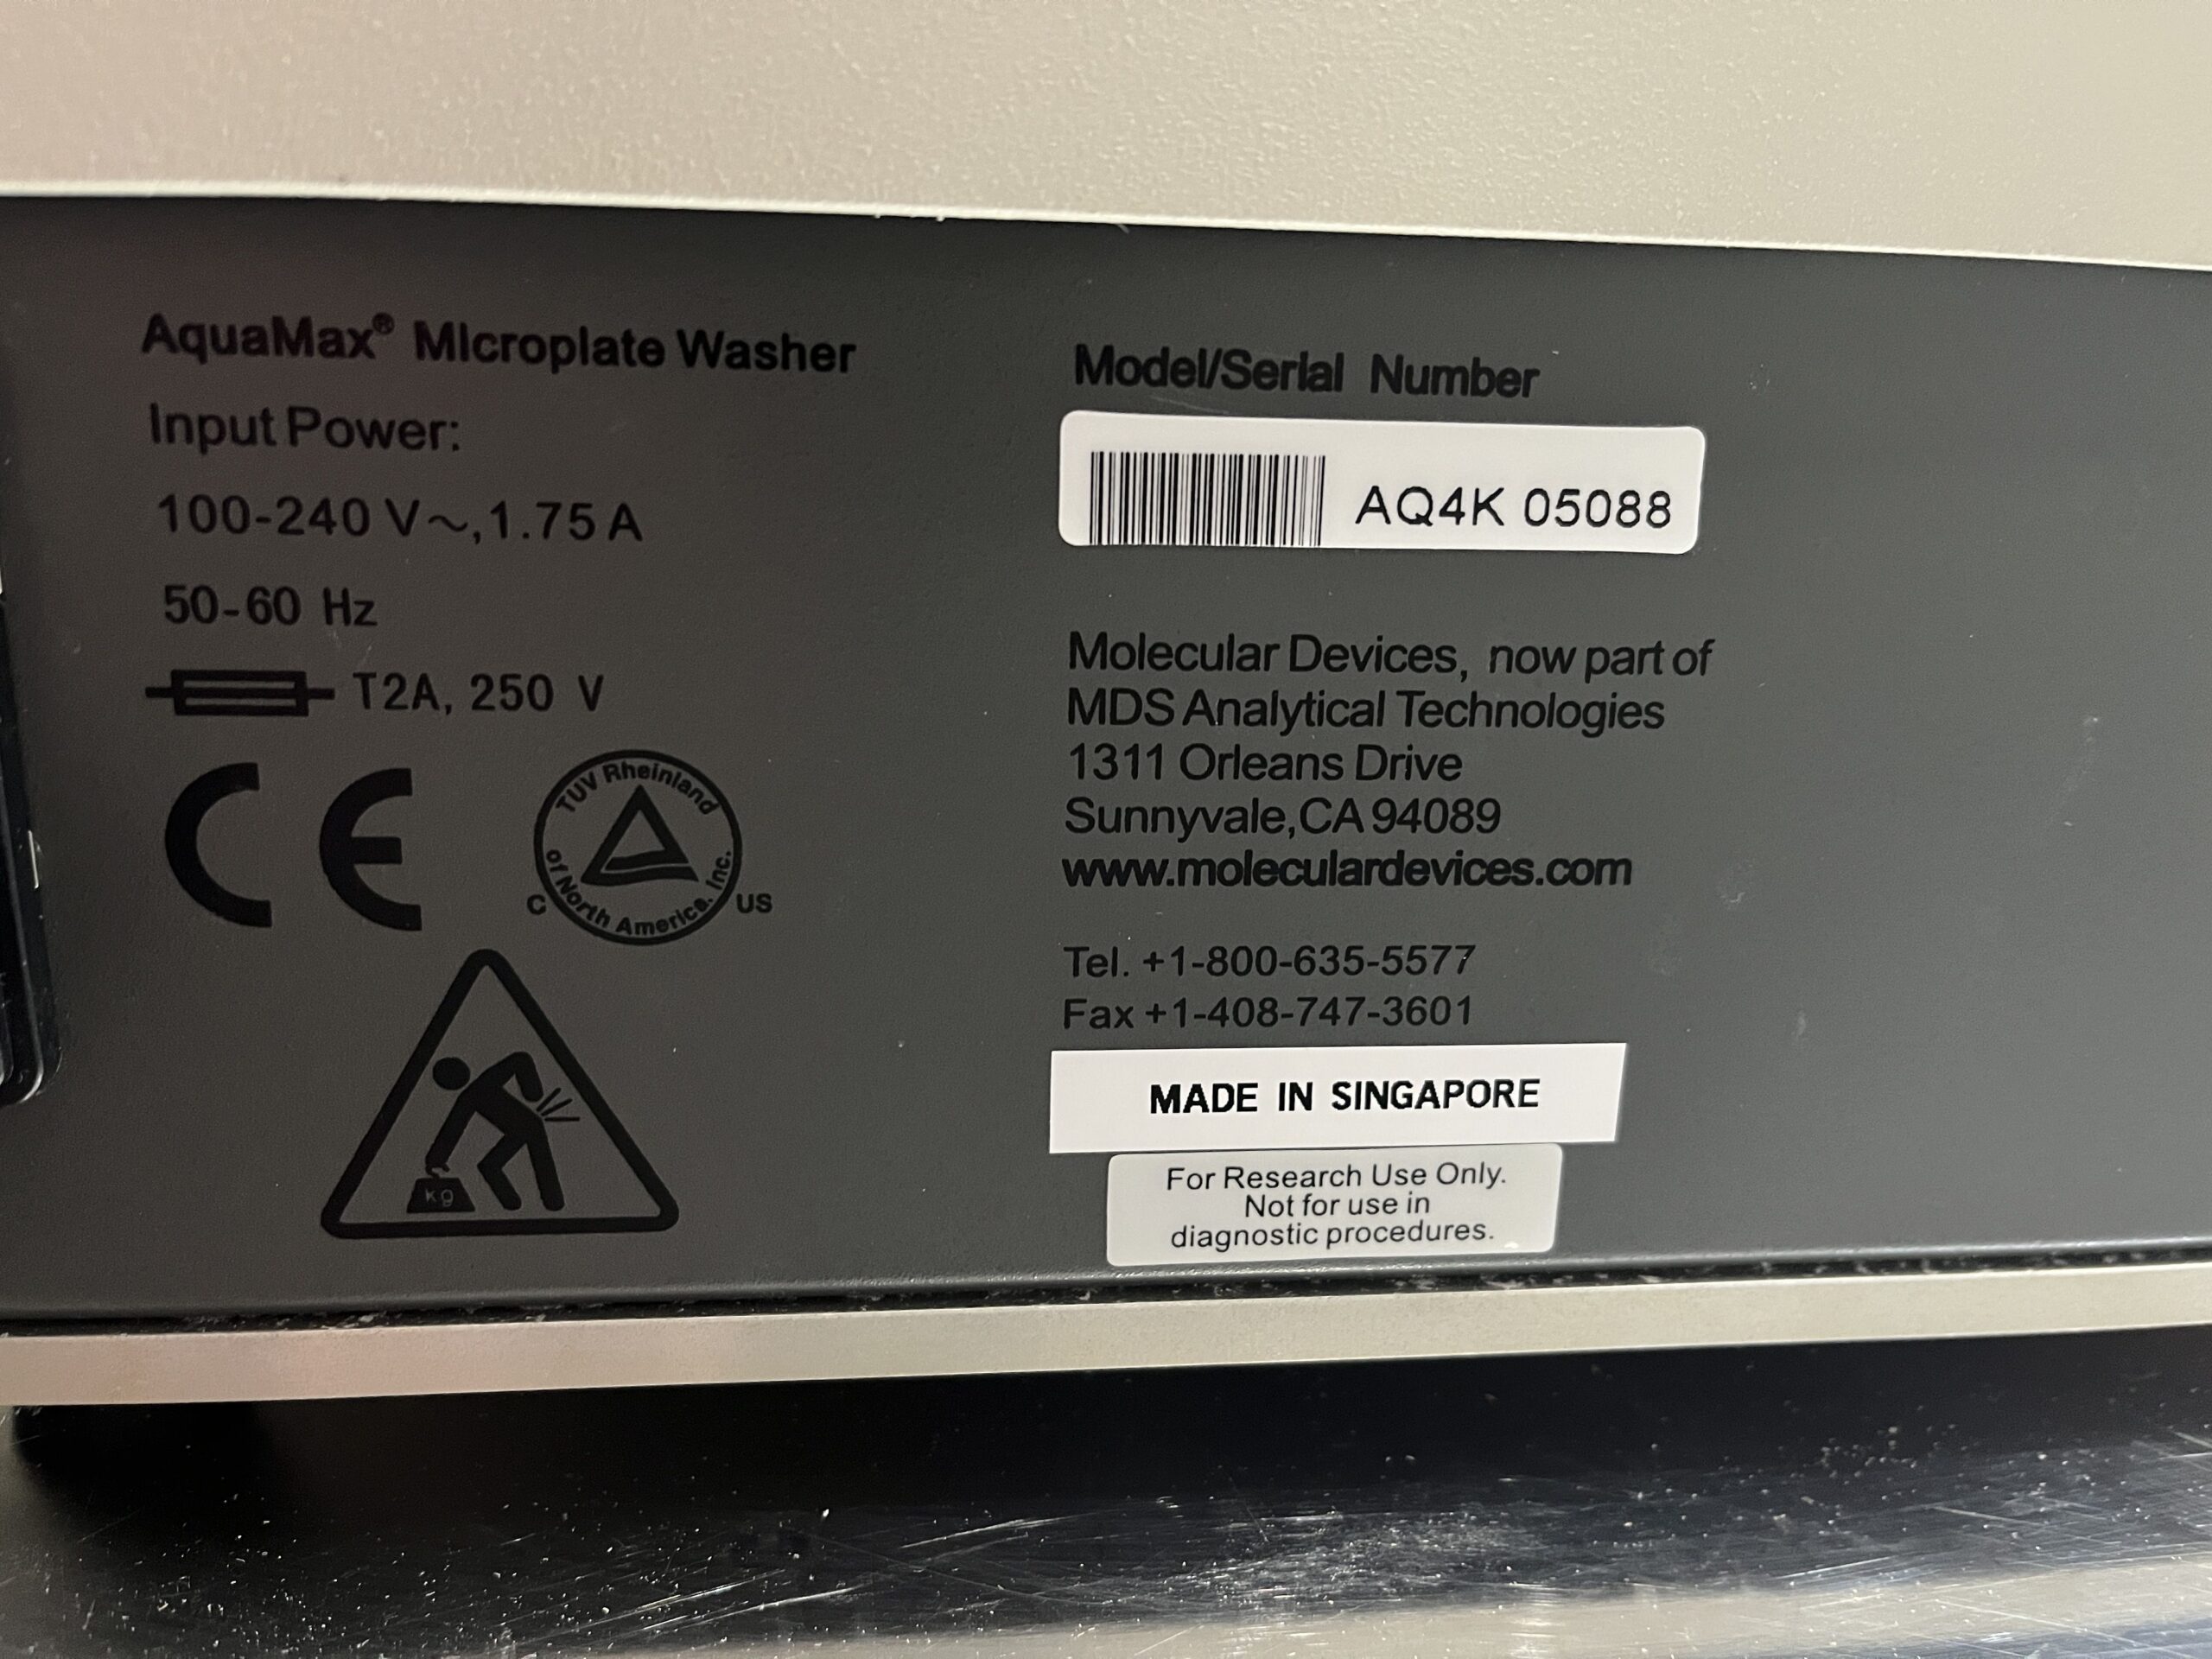 AquaMax® Microplate Washer
Input Power:
100-240 V~, 1.75 A
50-60 Hz
T2A, 250 V
CE
TUV Rheinland
of North America, Inc.
C US
kg
Model/Serial Number
AQ4K 05088
Molecular Devices, now part of
MDS Analytical Technologies
1311 Orleans Drive
Sunnyvale, CA 94089
www.moleculardevices.com
Tel. +1-800-635-5577
Fax +1-408-747-3601
MADE IN SINGAPORE
For Research Use Only.
Not for use in
diagnostic procedures.